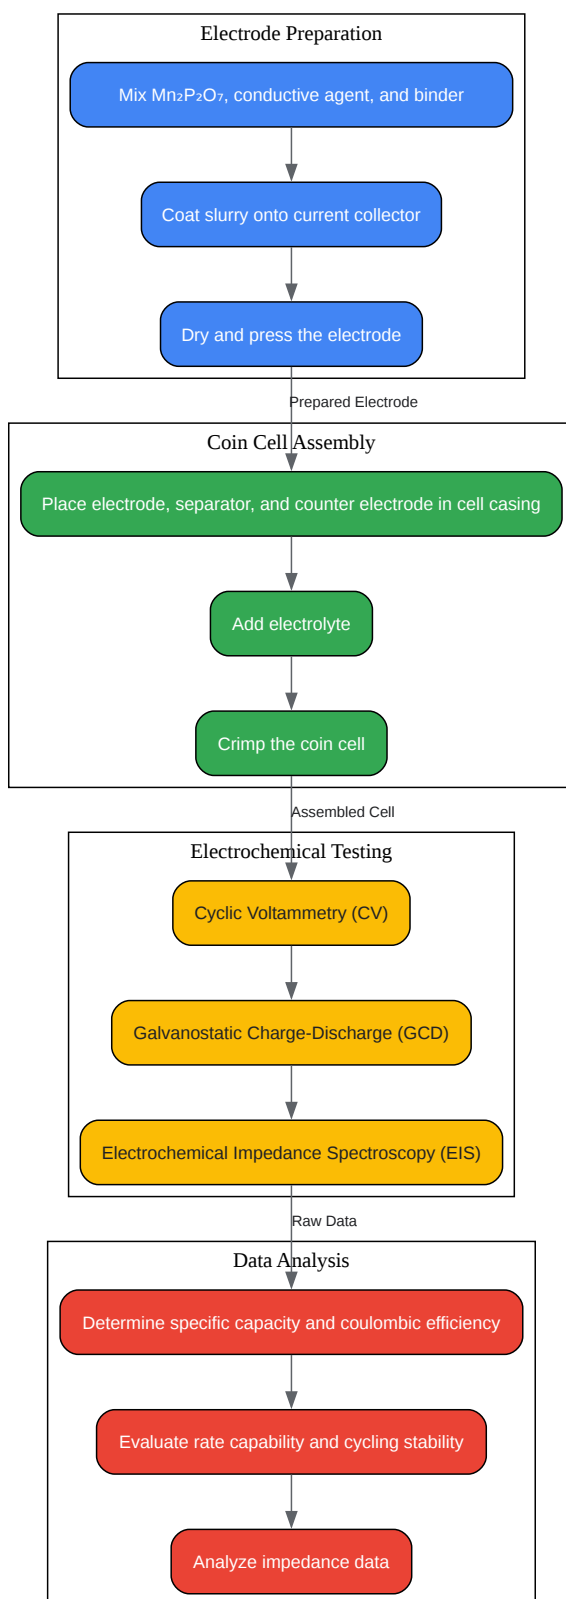 Electrode Preparation
Mix Mn₂P₂O₇, conductive agent, and binder
Coat slurry onto current collector
Dry and press the electrode
Prepared Electrode
Coin Cell Assembly
Place electrode, separator, and counter electrode in cell casing
Add electrolyte
Crimp the coin cell
Assembled Cell
Electrochemical Testing
Cyclic Voltammetry (CV)
Galvanostatic Charge-Discharge (GCD)
Electrochemical Impedance Spectroscopy (EIS)
Raw Data
Data Analysis
Determine specific capacity and coulombic efficiency
Evaluate rate capability and cycling stability
Analyze impedance data